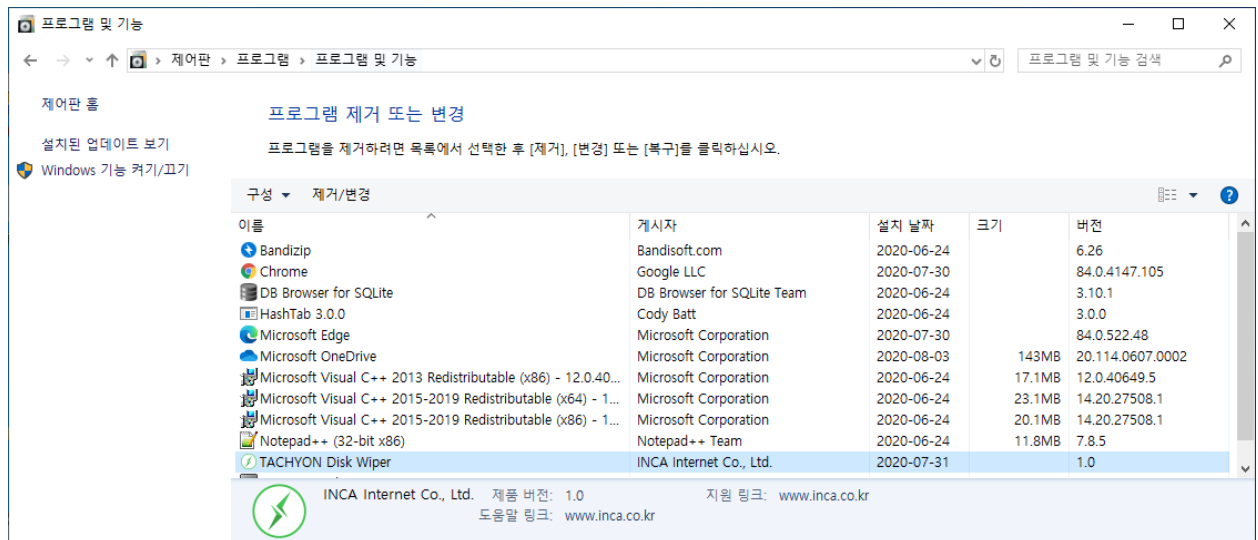 프로그램 및 기능
제어판 › 프로그램 › 프로그램 및 기능
프로그램 및 기능 검색
제어판 홈
설치된 업데이트 보기
Windows 기능 켜기/끄기
프로그램 제거 또는 변경
프로그램을 제거하려면 목록에서 선택한 후 [제거], [변경] 또는 [복구]를 클릭하십시오.
구성 제거/변경
이름 게시자 설치 날짜 크기 버전
Bandizip Bandisoft.com 2020-06-24 6.26
Chrome Google LLC 2020-07-30 84.0.4147.105
DB Browser for SQLite DB Browser for SQLite Team 2020-06-24 3.10.1
HashTab 3.0.0 Cody Batt 2020-06-24 3.0.0
Microsoft Edge Microsoft Corporation 2020-07-30 84.0.522.48
Microsoft OneDrive Microsoft Corporation 2020-08-03 143MB 20.114.0607.0002
Microsoft Visual C++ 2013 Redistributable (x86) - 12.0.40... Microsoft Corporation 2020-06-24 17.1MB 12.0.40649.5
Microsoft Visual C++ 2015-2019 Redistributable (x64) - 1... Microsoft Corporation 2020-06-24 23.1MB 14.20.27508.1
Microsoft Visual C++ 2015-2019 Redistributable (x86) - 1... Microsoft Corporation 2020-06-24 20.1MB 14.20.27508.1
Notepad++ (32-bit x86) Notepad++ Team 2020-06-24 11.8MB 7.8.5
TACHYON Disk Wiper INCA Internet Co., Ltd. 2020-07-31 1.0
INCA Internet Co., Ltd. 제품 버전: 1.0 지원 링크: www.inca.co.kr
도움말 링크: www.inca.co.kr